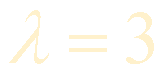 λ = 3